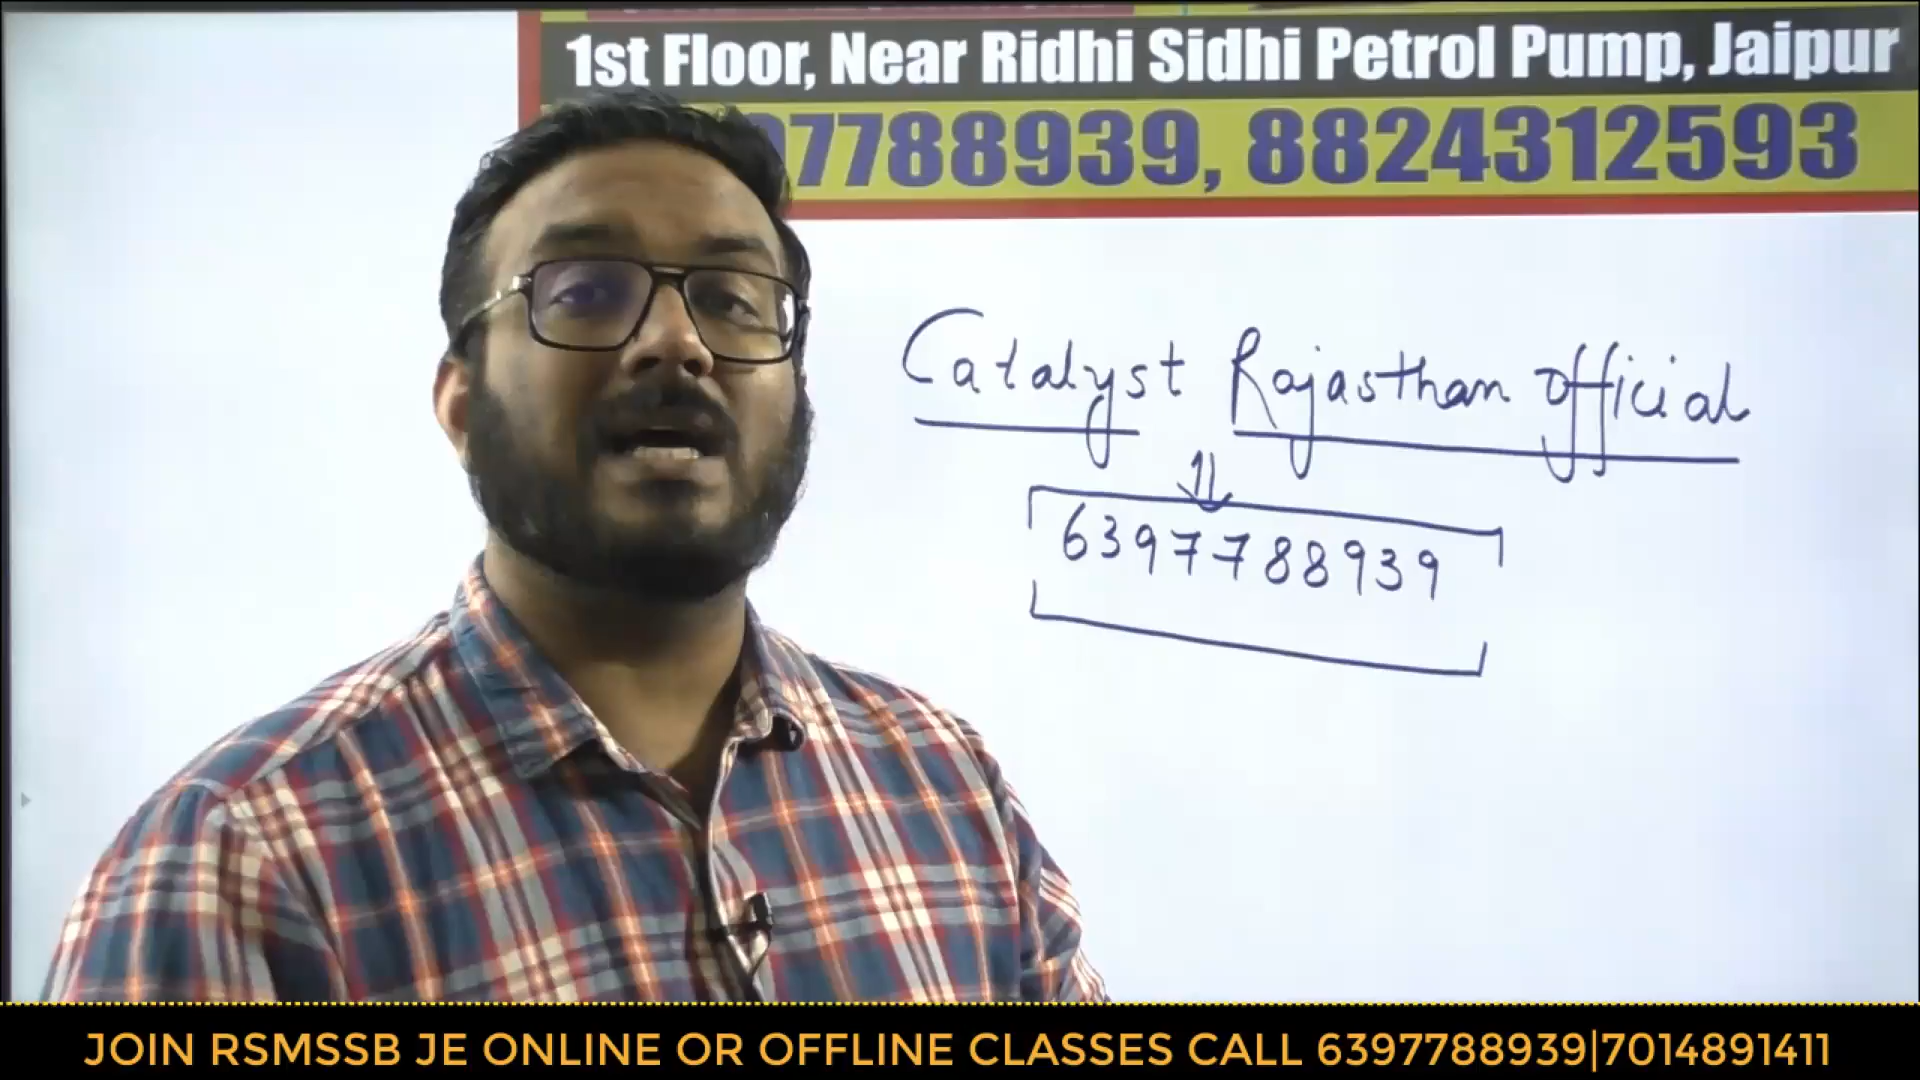 1st Floor, Near Ridhi Sidhi Petrol Pump, Jaipur
97788939, 8824312593
Catalyst Rajasthan official
6397788939
JOIN RSMSSB JE ONLINE OR OFFLINE CLASSES CALL 6397788939|7014891411